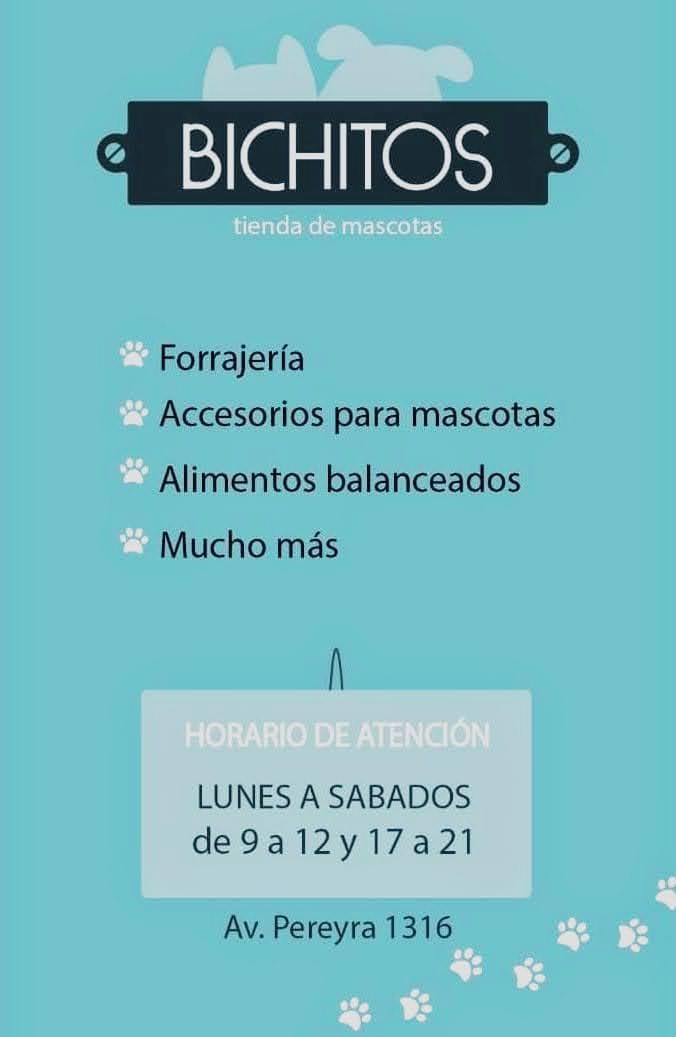 BICHITOS
tienda de mascotas
Forrajería
Accesorios para mascotas
Alimentos balanceados
Mucho más
HORARIO DE ATENCIÓN
LUNES A SABADOS
de 9 a 12 y 17 a 21
Av. Pereyra 1316